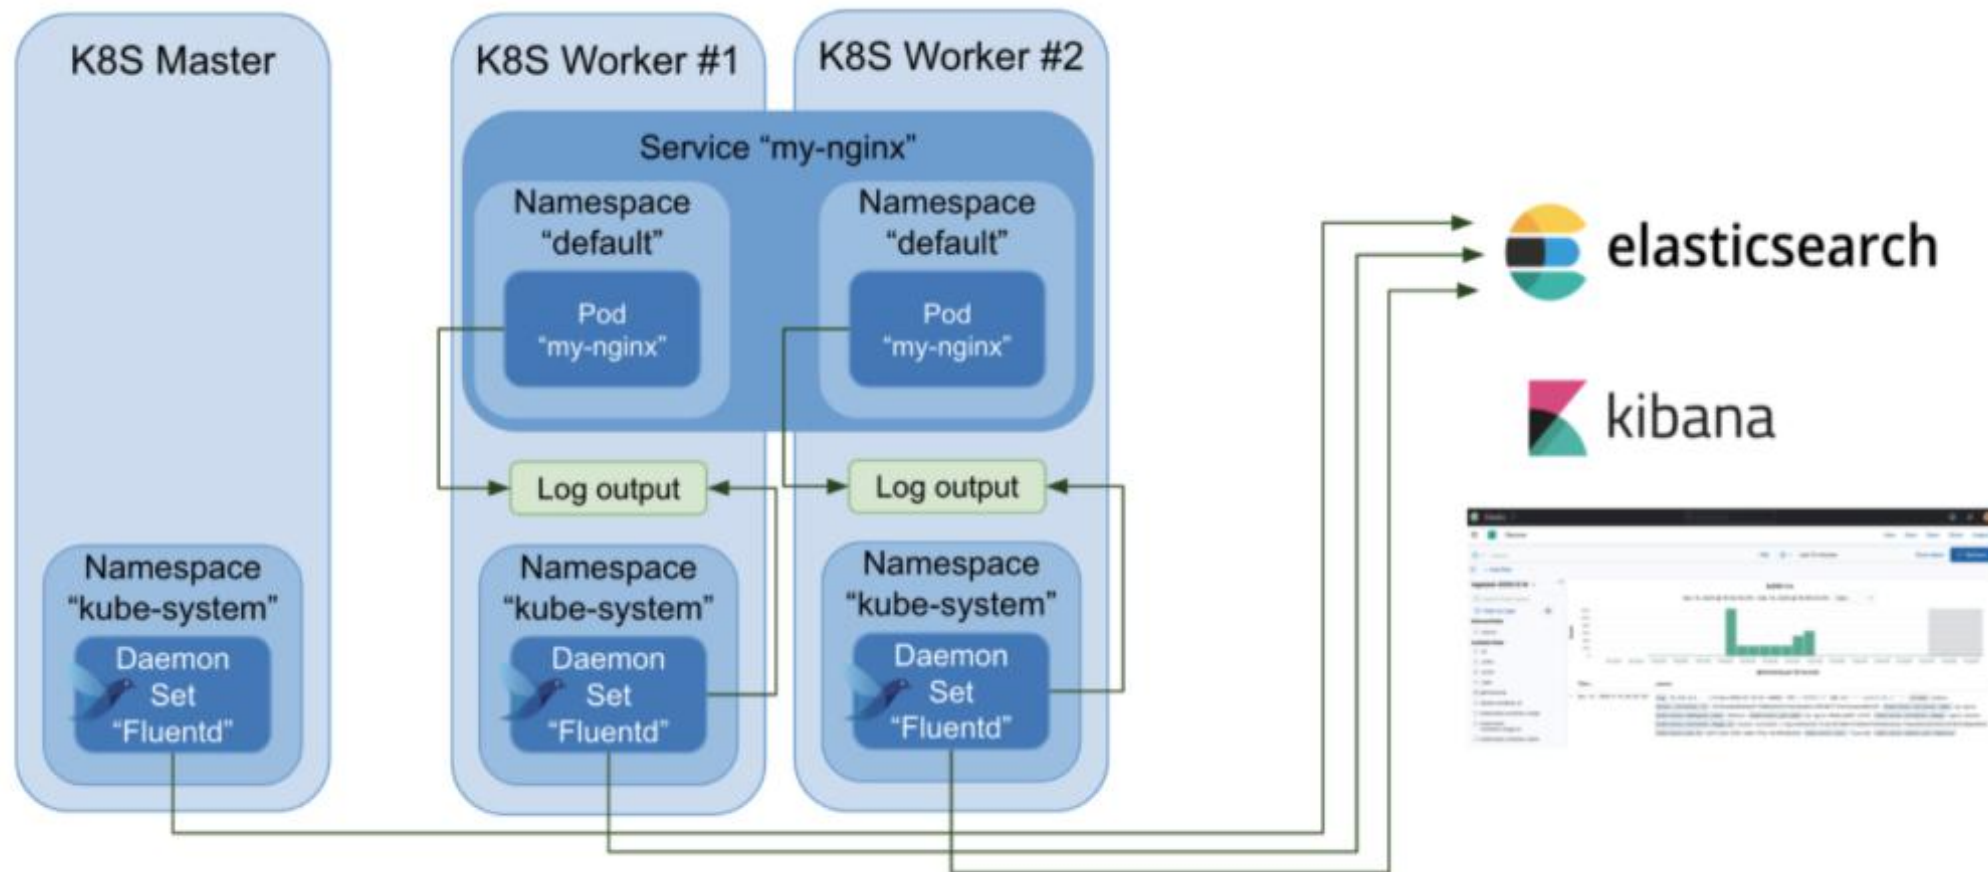 K8S Master
K8S Worker #1
K8S Worker #2
Service “my-nginx”
Namespace
“default”
Pod
“my-nginx”
Namespace
“default”
Pod
“my-nginx”
Log output
Log output
Namespace
“kube-system”
Daemon
Set
“Fluentd”
Namespace
“kube-system”
Daemon
Set
“Fluentd”
Namespace
“kube-system”
Daemon
Set
“Fluentd”
elasticsearch
kibana